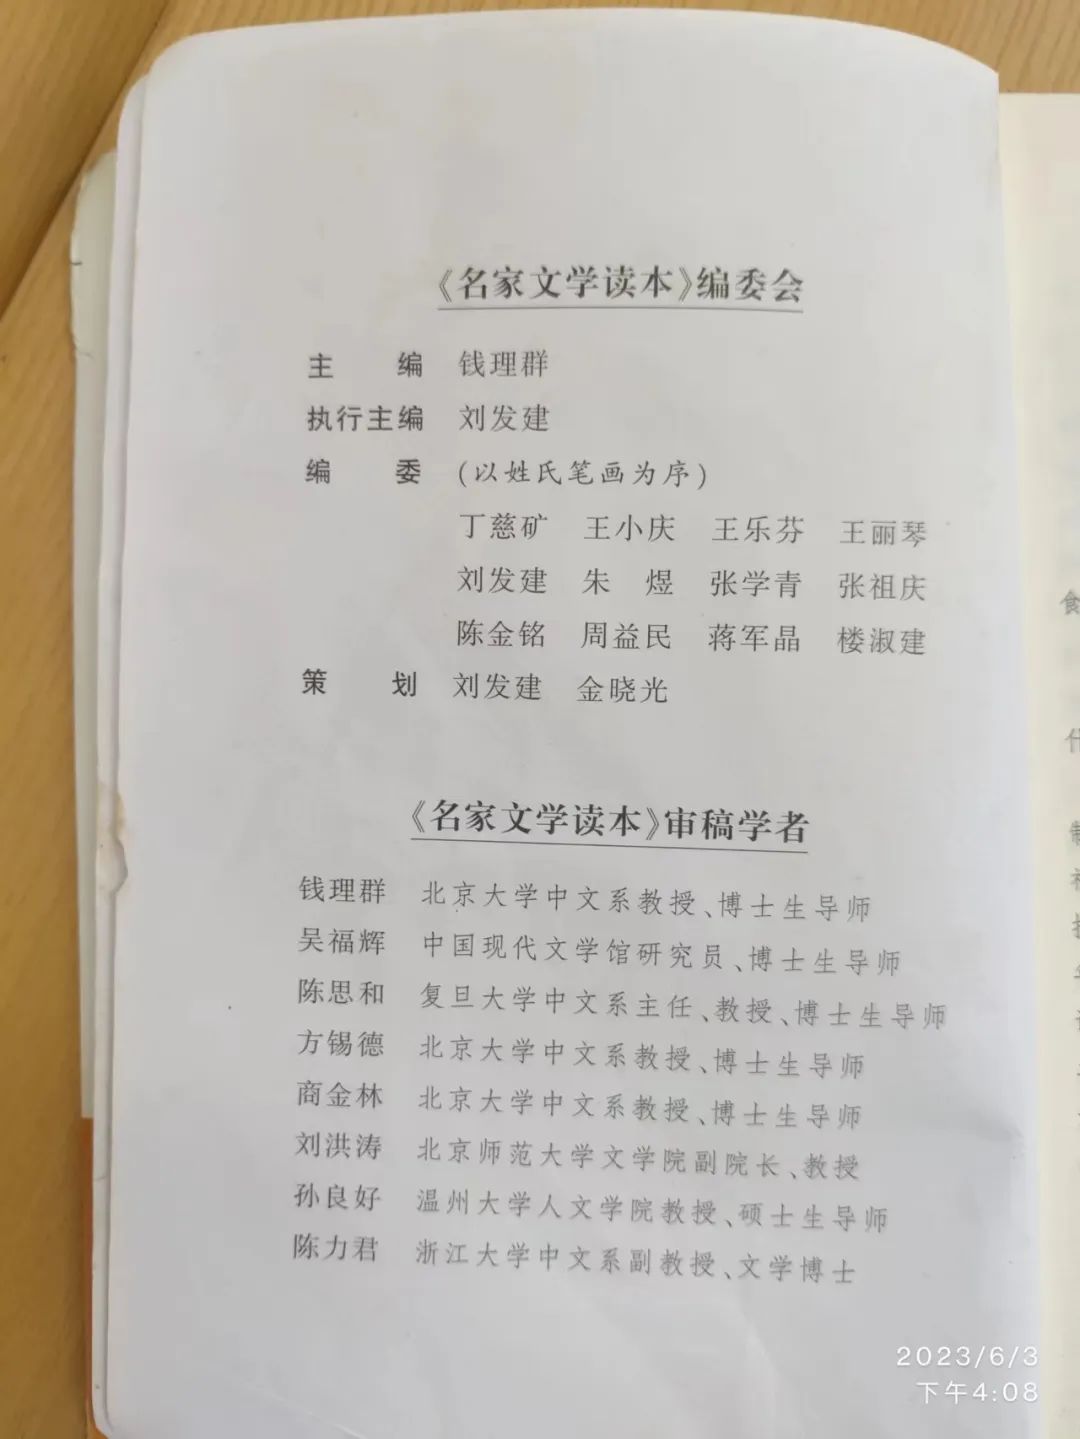 《名家文学读本》编委会
主 编 钱理群
执行主编 刘发建
编 委 (以姓氏笔画为序)
丁慈矿 王小庆 王乐芬 王丽琴
刘发建 朱 煜 张学青 张祖庆
陈金铭 周益民 蒋军晶 楼淑建
策 划 刘发建 金晓光
《名家文学读本》审稿学者
钱理群 北京大学中文系教授、博士生导师
吴福辉 中国现代文学馆研究员、博士生导师
陈思和 复旦大学中文系主任、教授、博士生导师
方锡德 北京大学中文系教授、博士生导师
商金林 北京大学中文系教授、博士生导师
刘洪涛 北京师范大学文学院副院长、教授
孙良好 温州大学人文学院教授、硕士生导师
陈力君 浙江大学中文系副教授、文学博士
2023/6/3
下午4:08